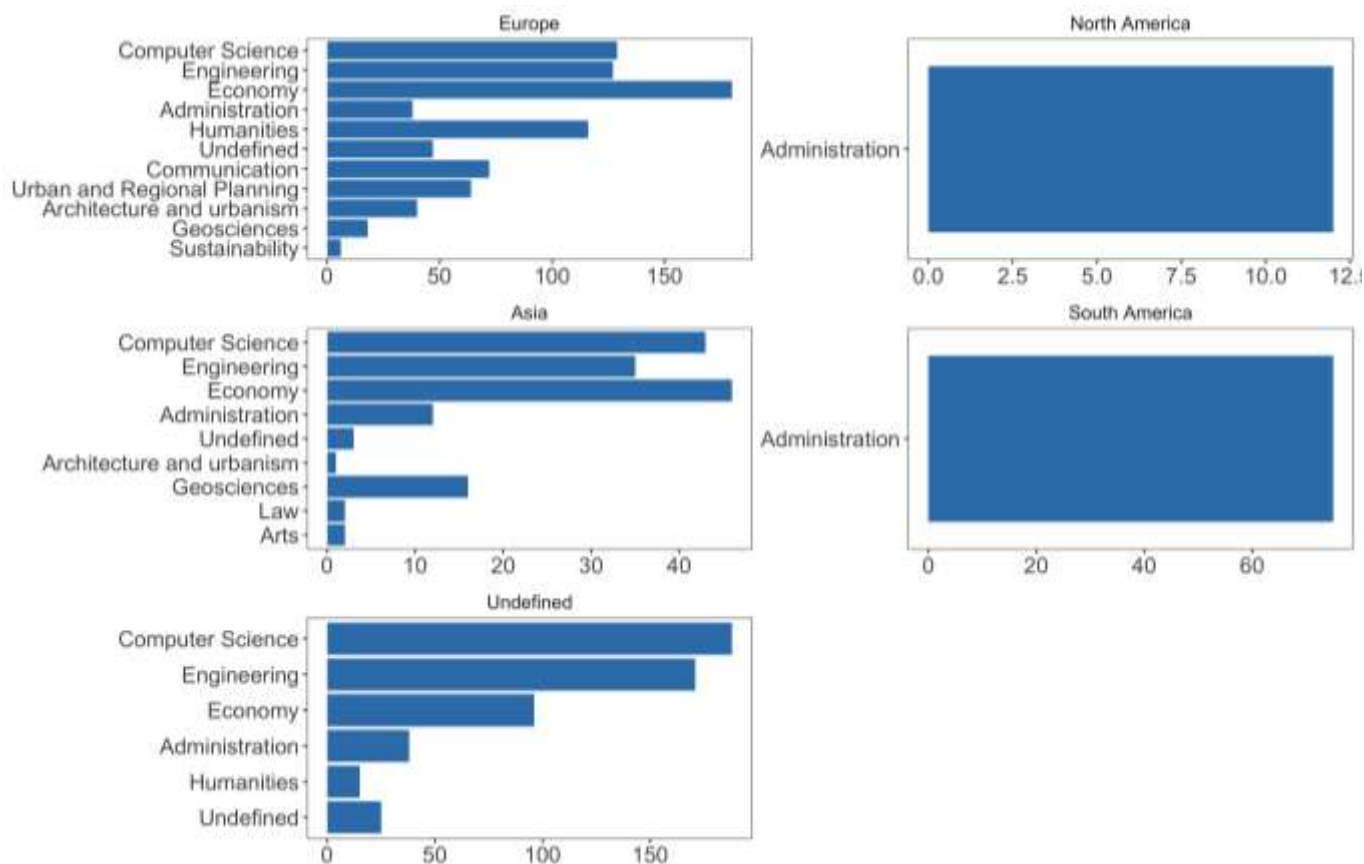 Europe
Computer Science
Engineering
Economy
Administration
Humanities
Undefined
Communication
Urban and Regional Planning
Architecture and urbanism
Geosciences
Sustainability
0 50 100 150
North America
Administration
0.0 2.5 5.0 7.5 10.0 12.5
Asia
Computer Science
Engineering
Economy
Administration
Undefined
Architecture and urbanism
Geosciences
Law
Arts
0 10 20 30 40
South America
Administration
0 20 40 60
Undefined
Computer Science
Engineering
Economy
Administration
Humanities
Undefined
0 50 100 150